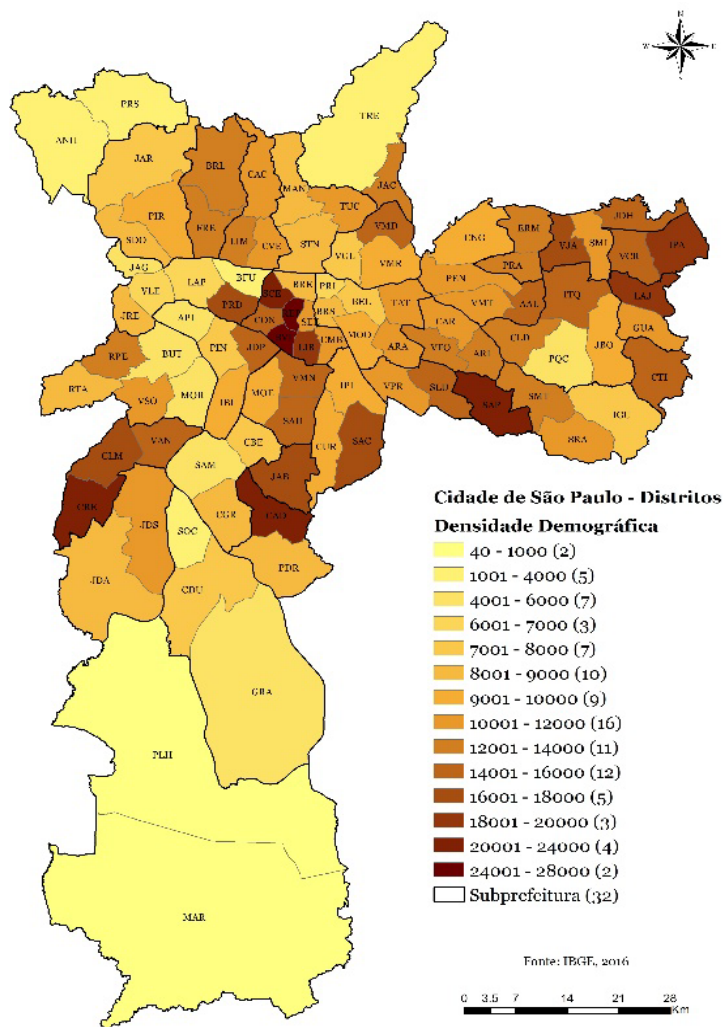 N
W E
S
PRS
ANH
TRE
JAR
BRL
CAC
MAN
JAC
TUC
PIR
FRE
LIM
CVE
STN
VMD
SDO
JAG
VGL
VMR
CNG
ERM
VJA
SMI
JDH
VCR
IPA
LAJ
PRA
PEN
VMT
AAL
ITQ
GUA
LAP
BFU
VLE
JRE
PRD
CON
BRE
PRI
BRS
BEL
TAT
CAR
CLD
JBO
CTI
API
PIN
JDP
LIB
CMB
MOO
ARA
VFO
ARI
PQC
RPE
BUT
RTA
VSO
MOR
IBI
MOE
VMN
IPI
VPR
SLU
SAP
SMT
IGL
SRA
SAU
CBE
CUR
SAC
VAN
CLM
SAM
JAB
CRE
JDS
SOC
CGR
CAD
JDA
CDU
PDR
GRA
PLH
MAR
Cidade de São Paulo - Distritos
Densidade Demográfica
40 - 1000 (2)
1001 - 4000 (5)
4001 - 6000 (7)
6001 - 7000 (3)
7001 - 8000 (7)
8001 - 9000 (10)
9001 - 10000 (9)
10001 - 12000 (16)
12001 - 14000 (11)
14001 - 16000 (12)
16001 - 18000 (5)
18001 - 20000 (3)
20001 - 24000 (4)
24001 - 28000 (2)
Subprefeitura (32)
Fonte: IBGE, 2016
0 3.5 7 14 21 28
Km